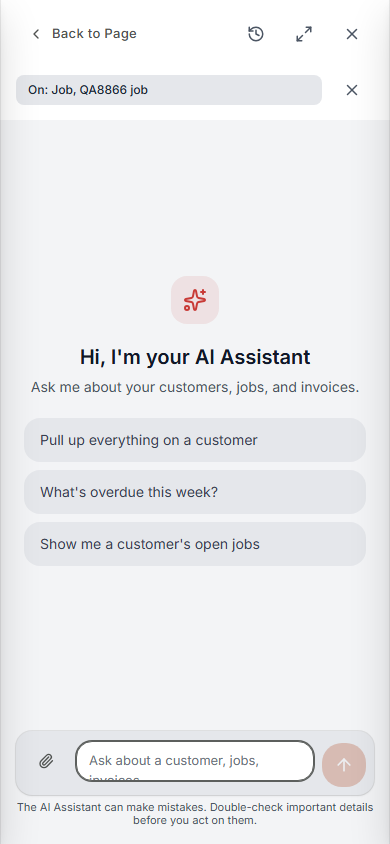 Back to Page
On: Job, QA8866 job
Hi, I'm your AI Assistant
Ask me about your customers, jobs, and invoices.
Pull up everything on a customer
What's overdue this week?
Show me a customer's open jobs
Ask about a customer, jobs,
invoices
The AI Assistant can make mistakes. Double-check important details
before you act on them.